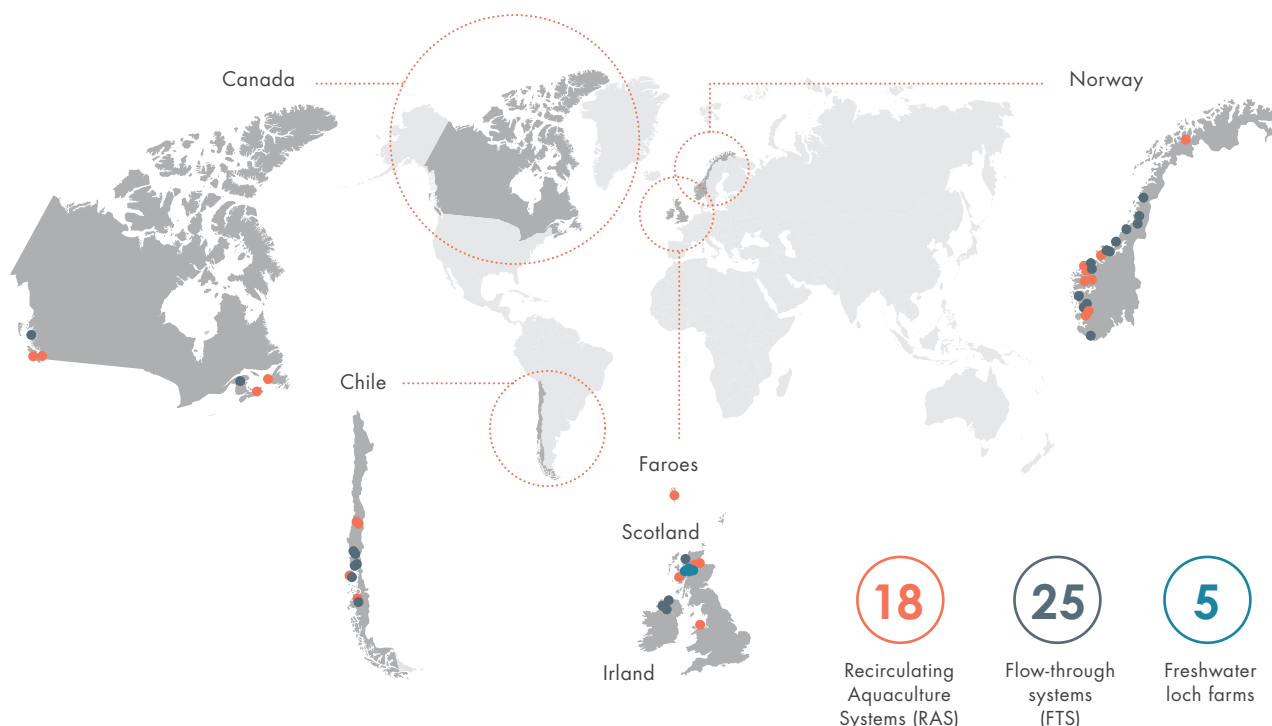 Canada
Norway
Chile
Faroes
Scotland
Irland
18
Recirculating
Aquaculture
Systems (RAS)
25
Flow-through
systems
(FTS)
5
Freshwater
loch farms